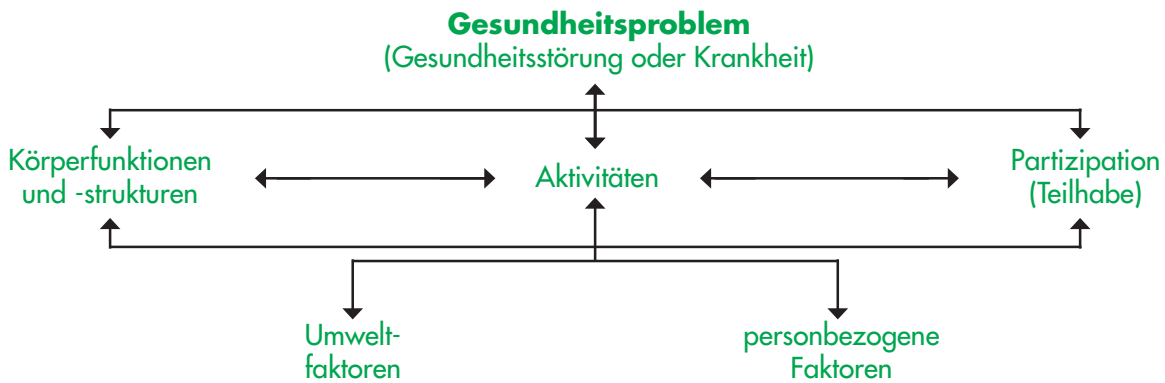 Gesundheitsproblem
(Gesundheitsstörung oder Krankheit)
Körperfunktionen
und -strukturen
Aktivitäten
Partizipation
(Teilhabe)
Umwelt-
faktoren
personbezogene
Faktoren